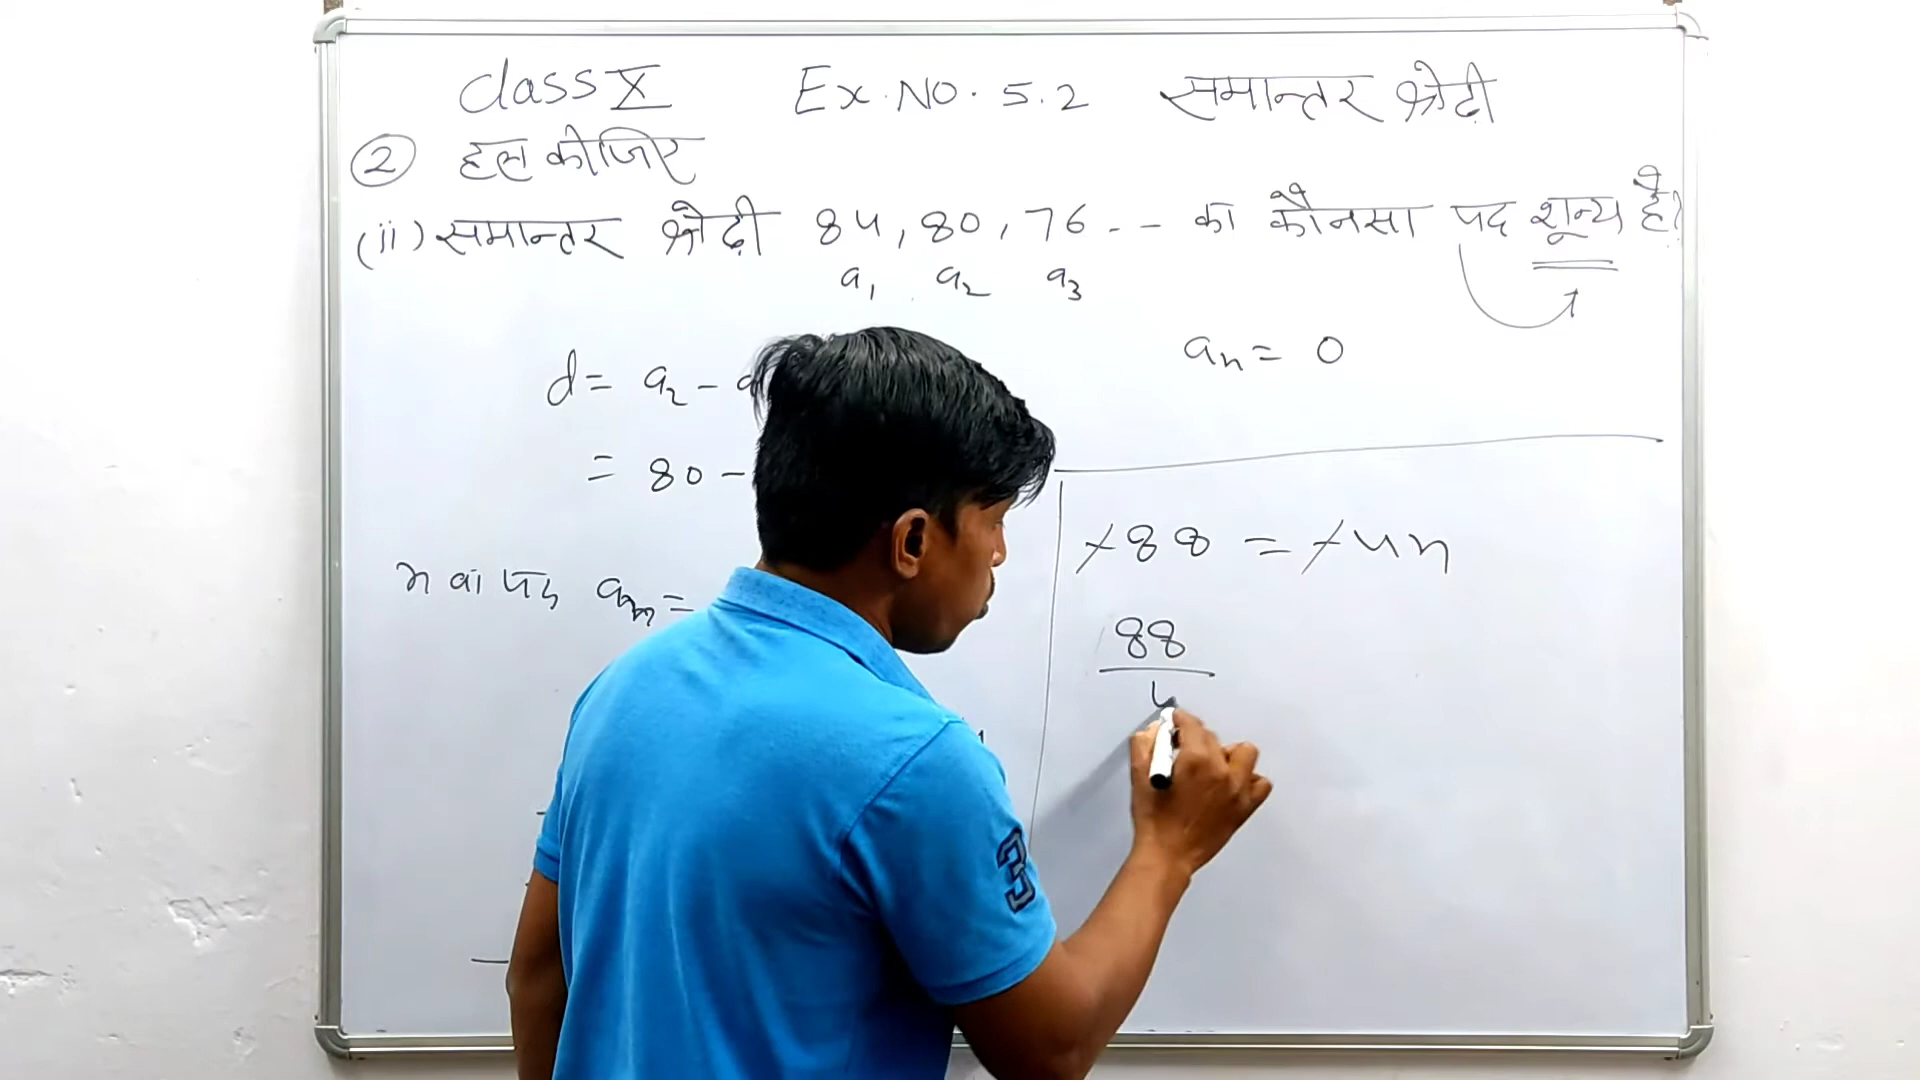 class X Ex.NO. 5.2 समान्तर श्रेढी
② हल कीजिए
(ii) समान्तर श्रेढी 84, 80, 76 -- का कौनसा पद शून्य है?
a₁ a₂ a₃
aₙ = 0
d = a₂ - a
= 80 -
n वा पद aₙ =
-88 = -4n
88
4
3